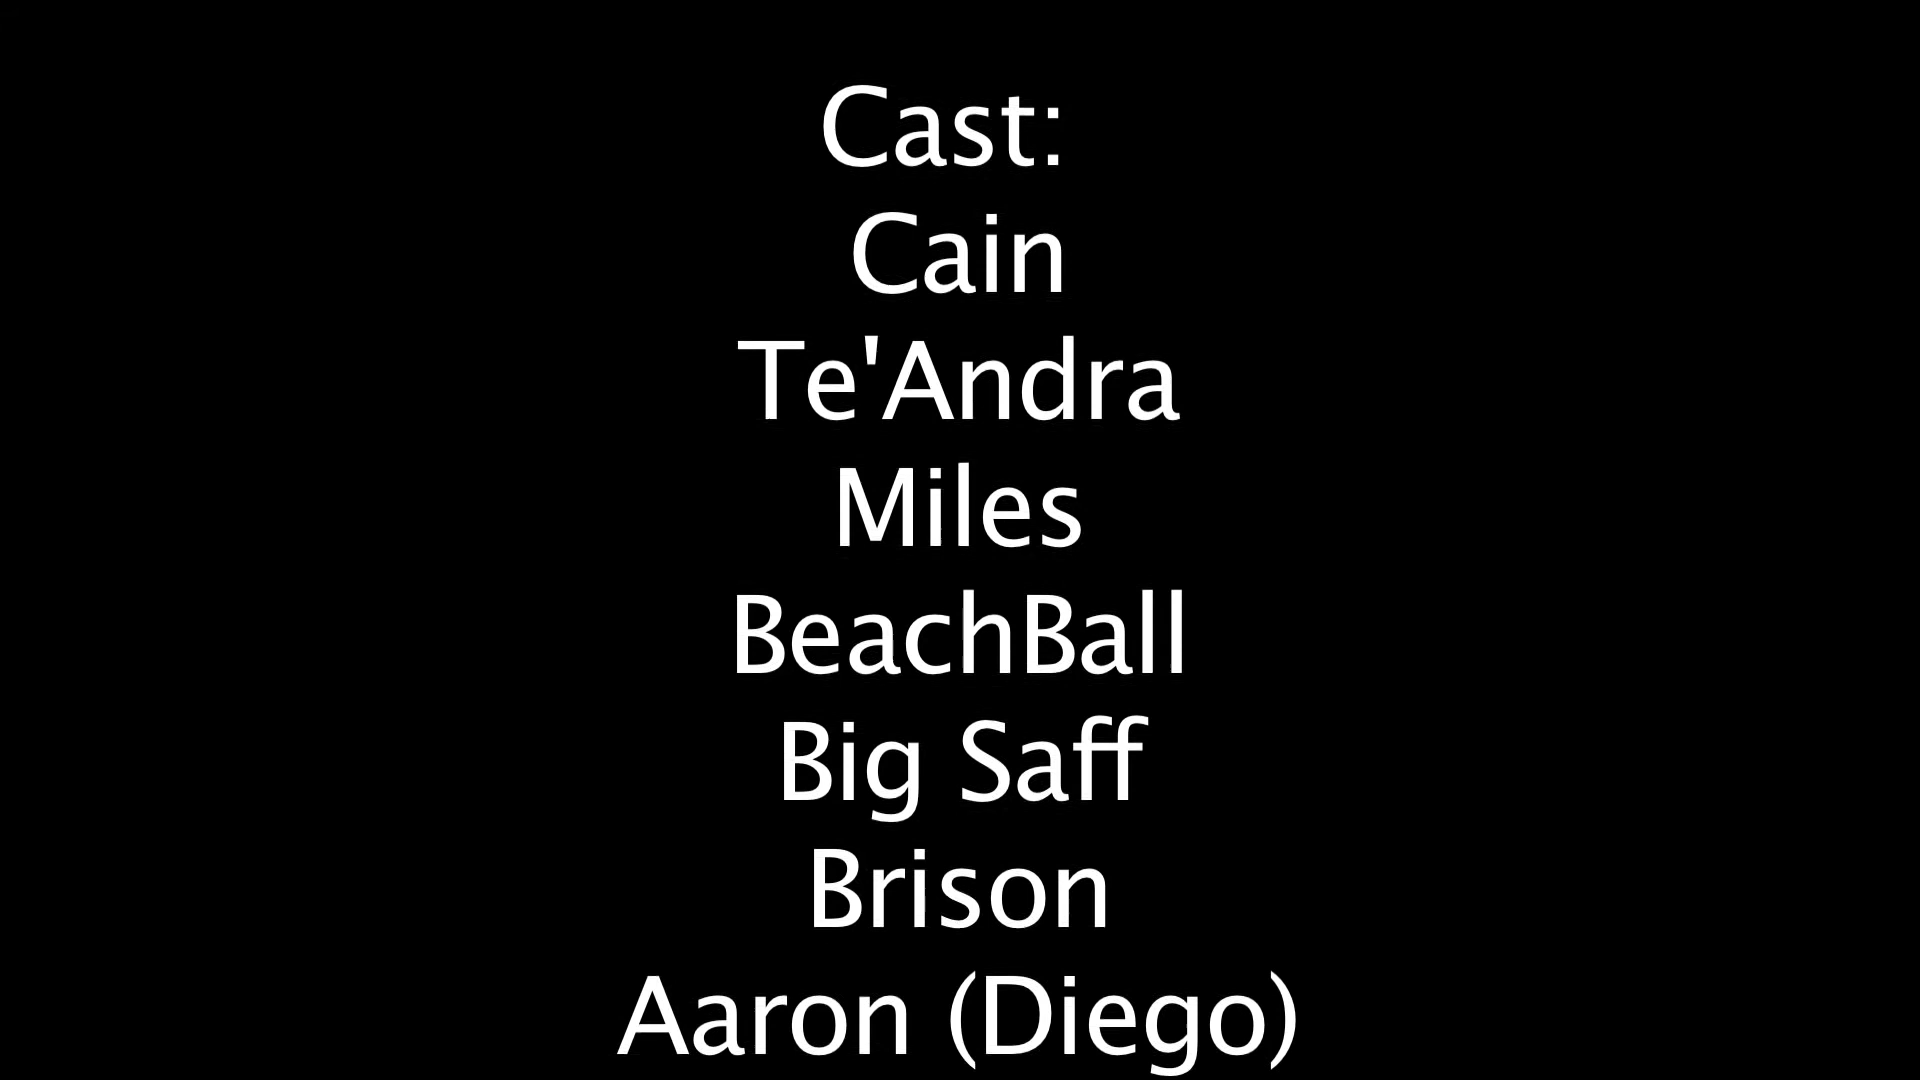 Cast:
Cain
Te'Andra
Miles
BeachBall
Big Saff
Brison
Aaron (Diego)